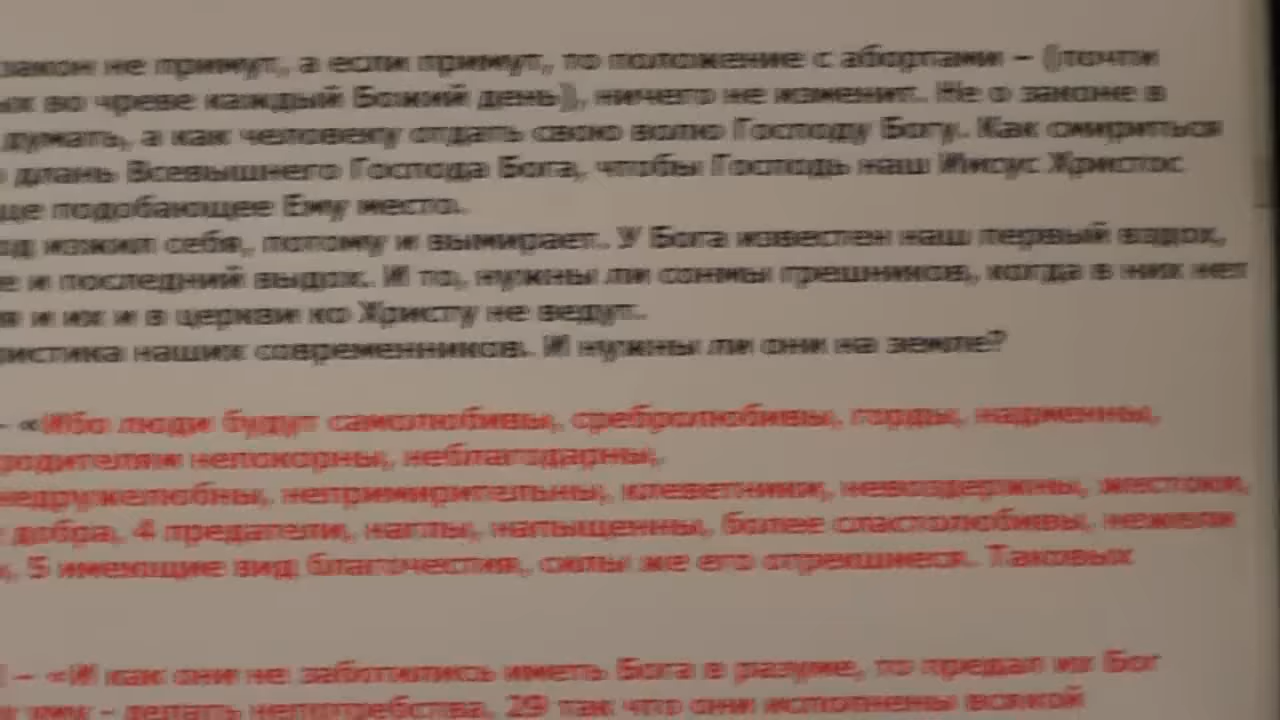 закон не примут, а если примут, то положение с абортами – (почти
во чреве каждый Божий день), ничего не изменит. Не о законе в
думать, а как человеку отдать свою волю Господу Богу. Как смириться
длань Всевышнего Господа Бога, чтобы Господь наш Иисус Христос
ще подобающее Ему место.
од изжил себя, потому и вымирает. У Бога известен наш первый вздох,
е и последний выдох. И то, нужны ли сонмы грешников, когда в них нет
я и их и в церкви ко Христу не ведут.
ристика наших современников. И нужны ли они на земле?
– «Ибо люди будут самолюбивы, сребролюбивы, горды, надменны,
родителям непокорны, неблагодарны,
недружелюбны, непримирительны, клеветники, невоздержны, жестоки,
добра, 4 предатели, наглы, напыщенны, более сластолюбивы, нежели
, 5 имеющие вид благочестия, силы же его отрекшиеся. Таковых
– «И как они не заботились иметь Бога в разуме, то предал их Бог
уму - делать непотребства, 29 так что они исполнены всякой